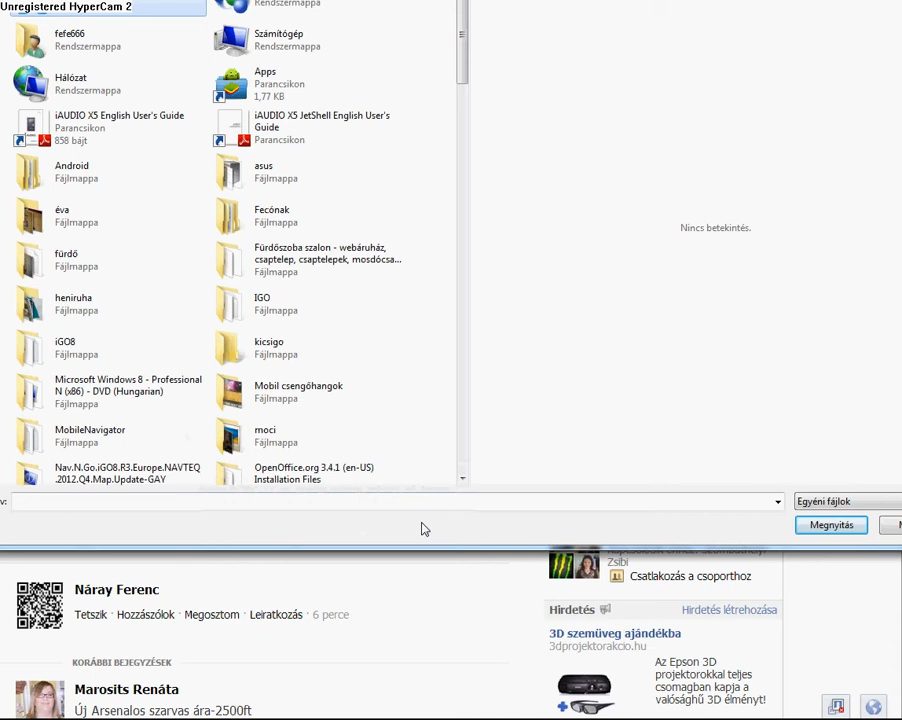 Unregistered HyperCam 2
Rendszermappa
fefe666
Rendszermappa
Számítógép
Rendszermappa
Hálózat
Rendszermappa
Apps
Parancsikon
1,77 KB
iAUDIO X5 English User's Guide
Parancsikon
858 bájt
iAUDIO X5 JetShell English User's
Guide
Parancsikon
Android
Fájlmappa
asus
Fájlmappa
éva
Fájlmappa
Fecónak
Fájlmappa
fürdő
Fájlmappa
Fürdőszoba szalon - webáruház,
csaptelep, csaptelepek, mosdócsa...
Fájlmappa
heniruha
Fájlmappa
IGO
Fájlmappa
iGO8
Fájlmappa
kicsigo
Fájlmappa
Microsoft Windows 8 - Professional
N (x86) - DVD (Hungarian)
Fájlmappa
Mobil csengőhangok
Fájlmappa
MobileNavigator
Fájlmappa
moci
Fájlmappa
Nav.N.Go.iGO8.R3.Europe.NAVTEQ
.2012.Q4.Map.Update-GAY
OpenOffice.org 3.4.1 (en-US)
Installation Files
Nincs betekintés.
v:
Egyéni fájlok
Megnyitás
Zsibi
Csatlakozás a csoporthoz
Náray Ferenc
Tetszik · Hozzászólok · Megosztom · Leiratkozás · 6 perce
KORÁBBI BEJEGYZÉSEK
Marosits Renáta
Új Arsenalos szarvas ára-2500ft
Hirdetés
Hirdetés létrehozása
3D szemüveg ajándékba
3dprojektorakcio.hu
Az Epson 3D
projektorokkal teljes
csomagban kapja a
valósághű 3D élményt!